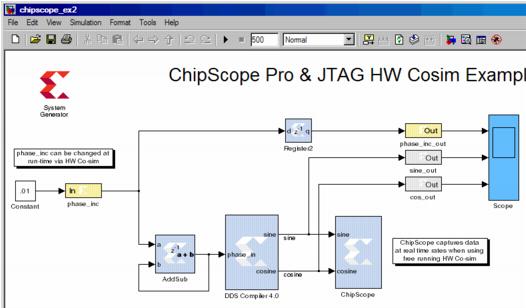 chipscope_ex2
File Edit View Simulation Format Tools Help
500
Normal
ChipScope Pro & JTAG HW Cosim Exampl
System
Generator
d z⁻¹ q
Register2
Out
phase_inc_out
Out
sine_out
Out
cos_out
Scope
phase_inc can be changed at
run-time via HW Co-sim
.01
Constant
In
phase_inc
a
b
z⁻¹
a + b
AddSub
phase_in
sine
cosine
DDS Compiler 4.0
sine
cosine
sine
cosine
ChipScope
ChipScope captures data
at real time rates when using
free running HW Co-sim